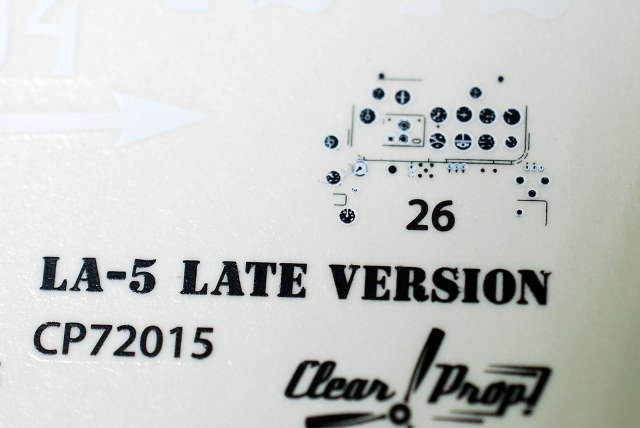 26
LA-5 LATE VERSION
CP72015
Clear Prop!